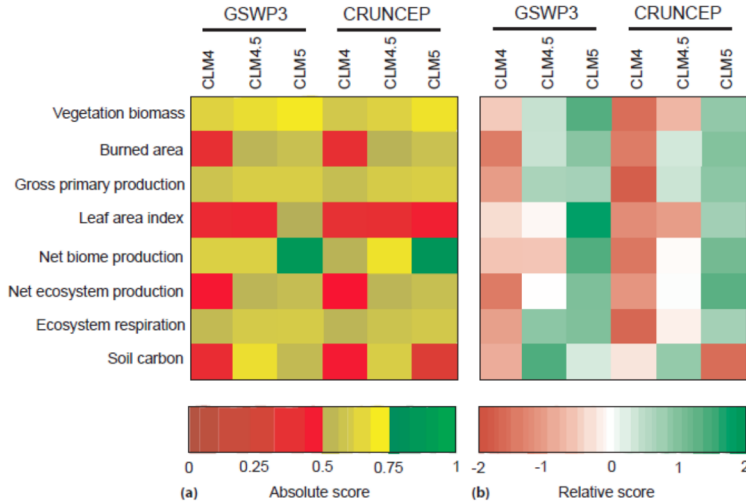 GSWP3 CRUNCEP GSWP3 CRUNCEP
CLM4 CLM4.5 CLM5 CLM4 CLM4.5 CLM5 CLM4 CLM4.5 CLM5 CLM4 CLM4.5 CLM5
Vegetation biomass
Burned area
Gross primary production
Leaf area index
Net biome production
Net ecosystem production
Ecosystem respiration
Soil carbon
0 0.25 0.5 0.75 1 -2 -1 0 1 2
(a) Absolute score (b) Relative score